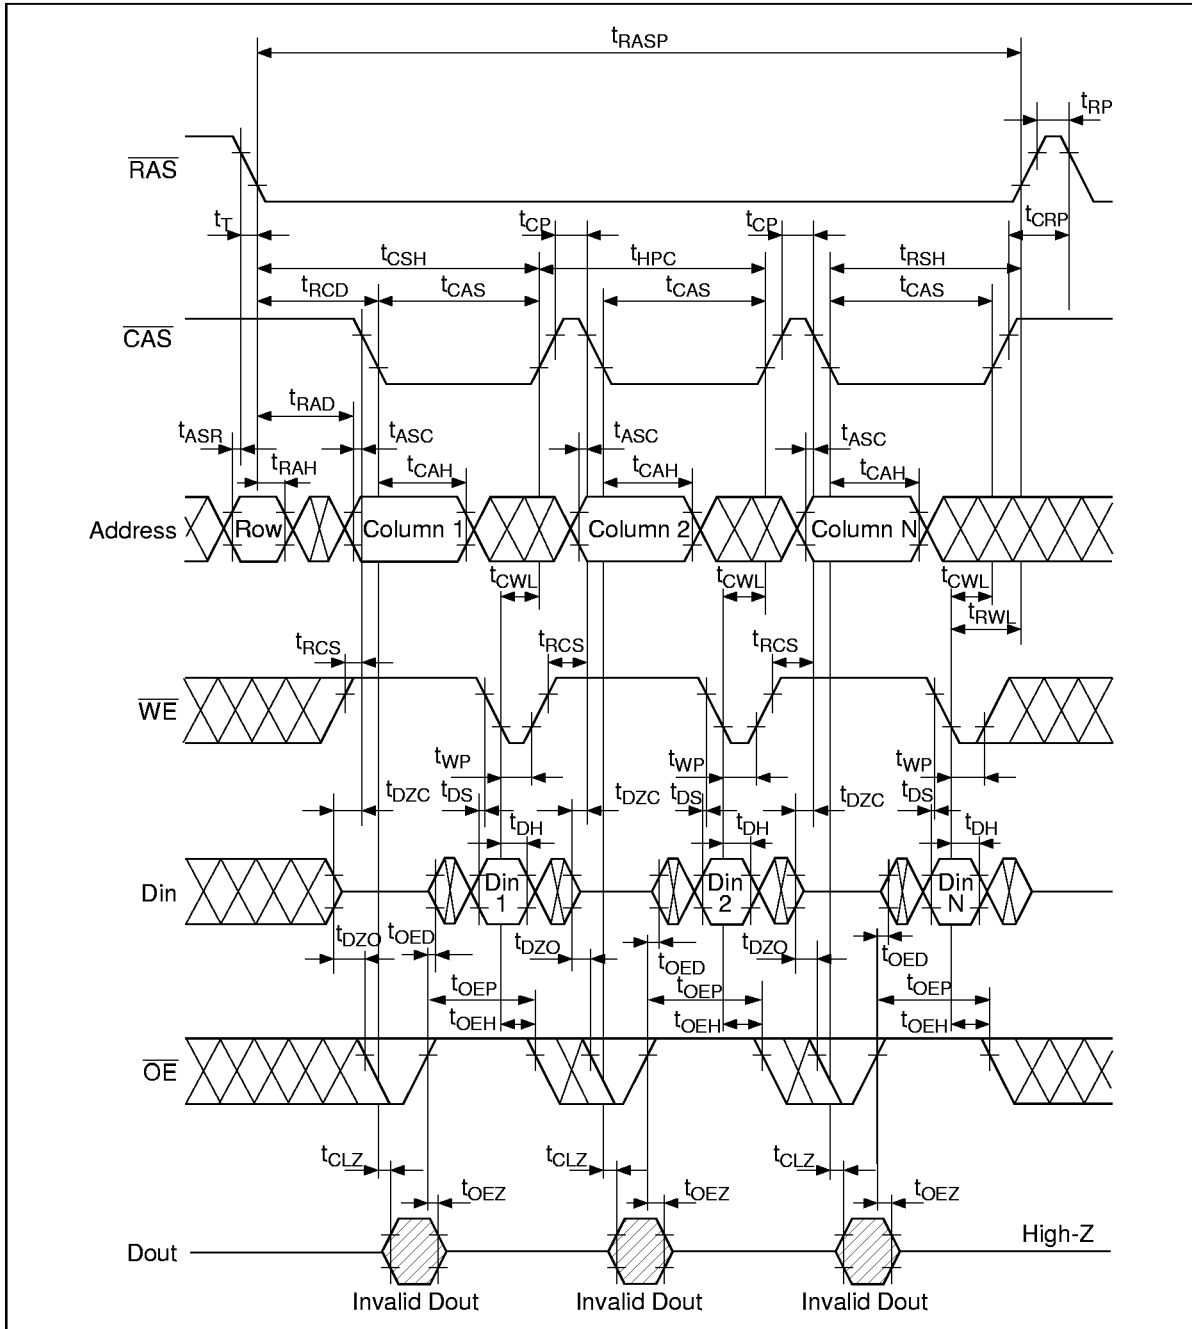 tRASP
tRP
RAS
tT tCP tCP tCRP
tCSH tHPC tRSH
tRCD tCAS tCAS tCAS
CAS
tRAD
tASR tASC tASC tASC
tRAH tCAH tCAH tCAH
Address Row Column 1 Column 2 Column N
tCWL tCWL tCWL
tRWL
tRCS tRCS tRCS
WE
tWP tWP tWP
tDZC tDS tDZC tDS tDZC tDS
tDH tDH tDH
Din Din 1 Din 2 Din N
tDZO tOED tDZO tOED tDZO tOED
tOEP tOEP tOEP
tOEH tOEH tOEH
OE
tCLZ tCLZ tCLZ
tOEZ tOEZ tOEZ
Dout High-Z
Invalid Dout Invalid Dout Invalid Dout